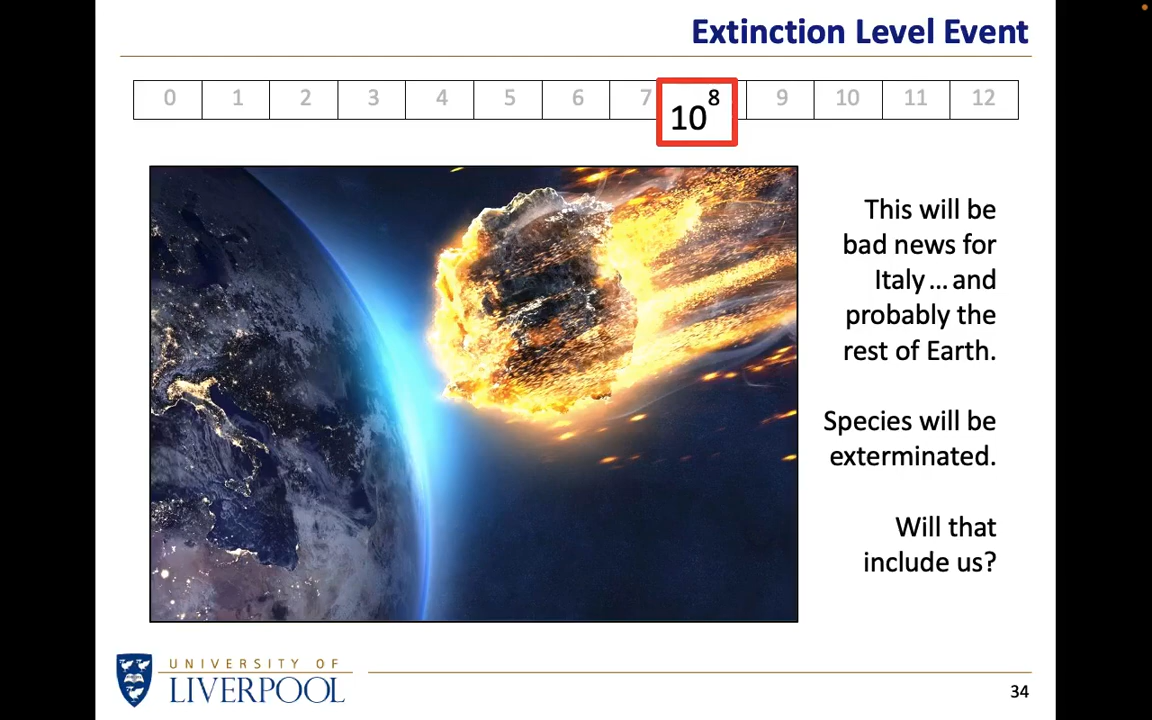 Extinction Level Event
0 1 2 3 4 5 6 7 10⁸ 9 10 11 12
This will be
bad news for
Italy ... and
probably the
rest of Earth.
Species will be
exterminated.
Will that
include us?
UNIVERSITY OF
LIVERPOOL
34